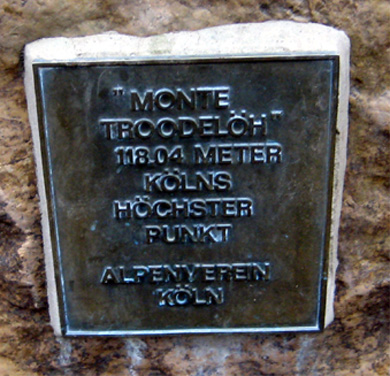 "MONTE
TROODELÖH"
118.04 METER
KÖLNS
HÖCHSTER
PUNKT
ALPENVEREIN
KÖLN